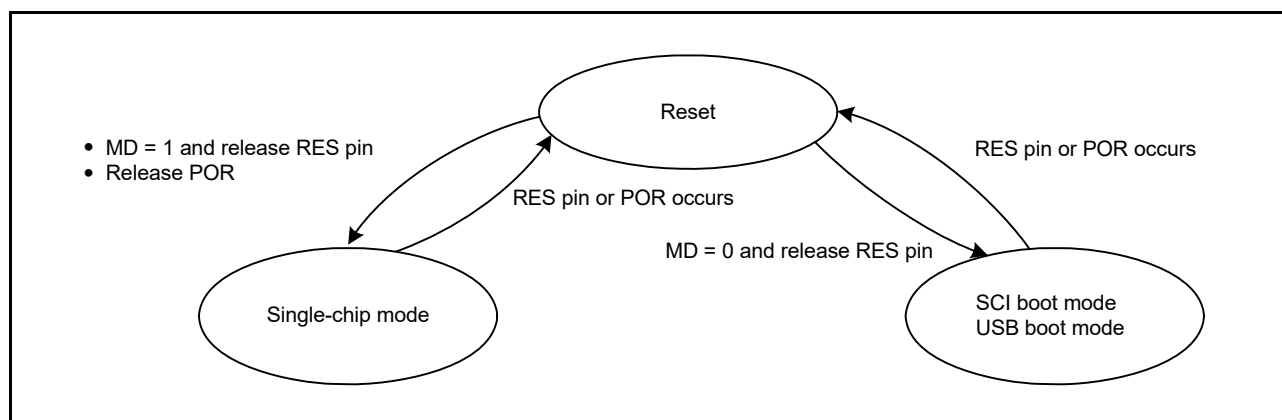 Reset
• MD = 1 and release RES pin
• Release POR
RES pin or POR occurs
RES pin or POR occurs
MD = 0 and release RES pin
Single-chip mode
SCI boot mode
USB boot mode